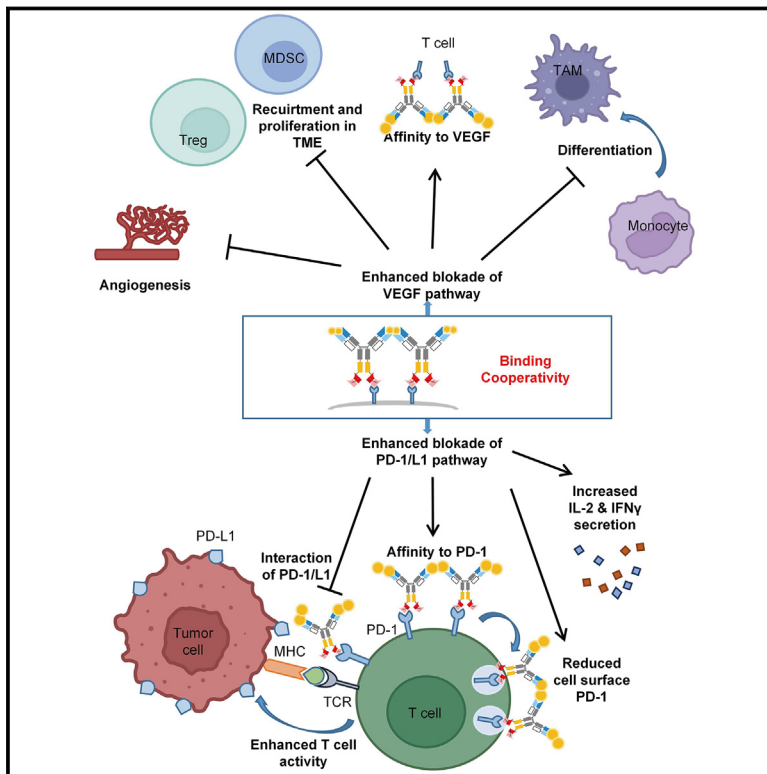 MDSC
T cell
TAM
Treg
Recuirtment and
proliferation in
TME
Affinity to VEGF
Differentiation
Monocyte
Angiogenesis
Enhanced blokade of
VEGF pathway
Binding
Cooperativity
Enhanced blokade of
PD-1/L1 pathway
Increased
IL-2 & IFNγ
secretion
PD-L1
Interaction
of PD-1/L1
Affinity to PD-1
PD-1
Tumor
cell
MHC
TCR
T cell
Reduced
cell surface
PD-1
Enhanced T cell
activity